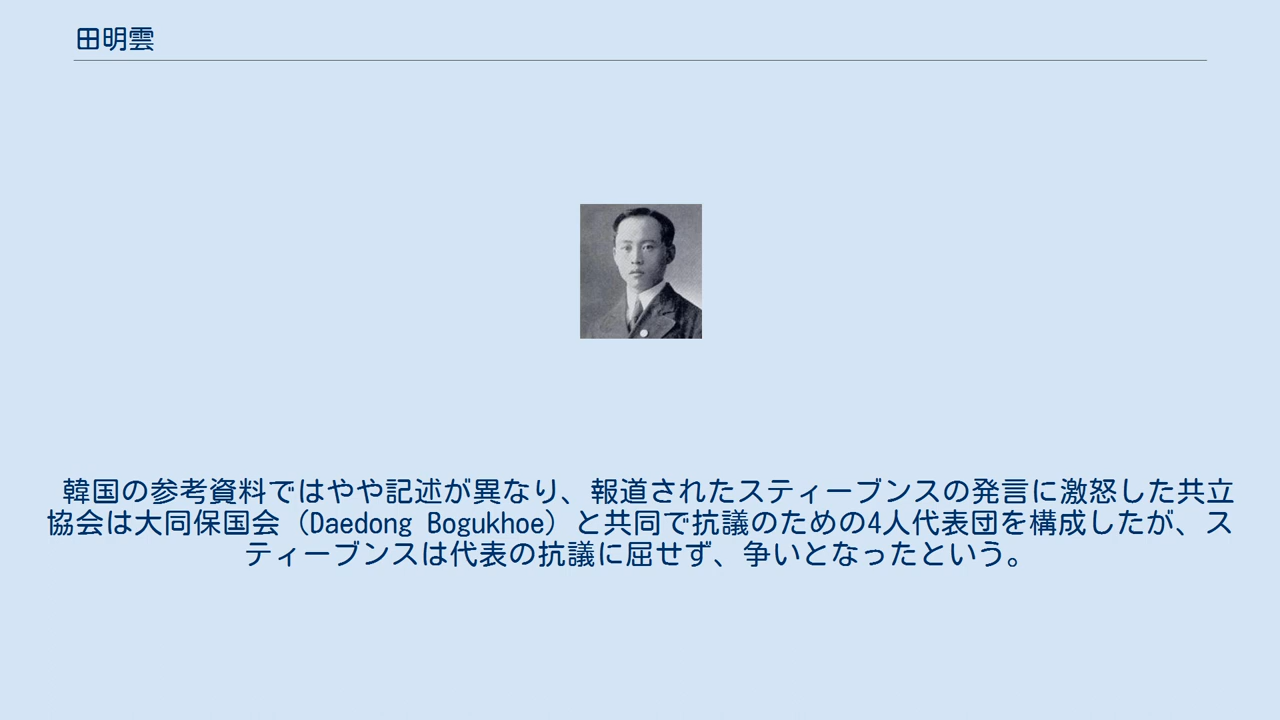 田明雲
韓国の参考資料ではやや記述が異なり、報道されたスティーブンスの発言に激怒した共立
協会は大同保国会（Daedong Bogukhoe）と共同で抗議のための4人代表団を構成したが、ス
ティーブンスは代表の抗議に屈せず、争いとなったという。